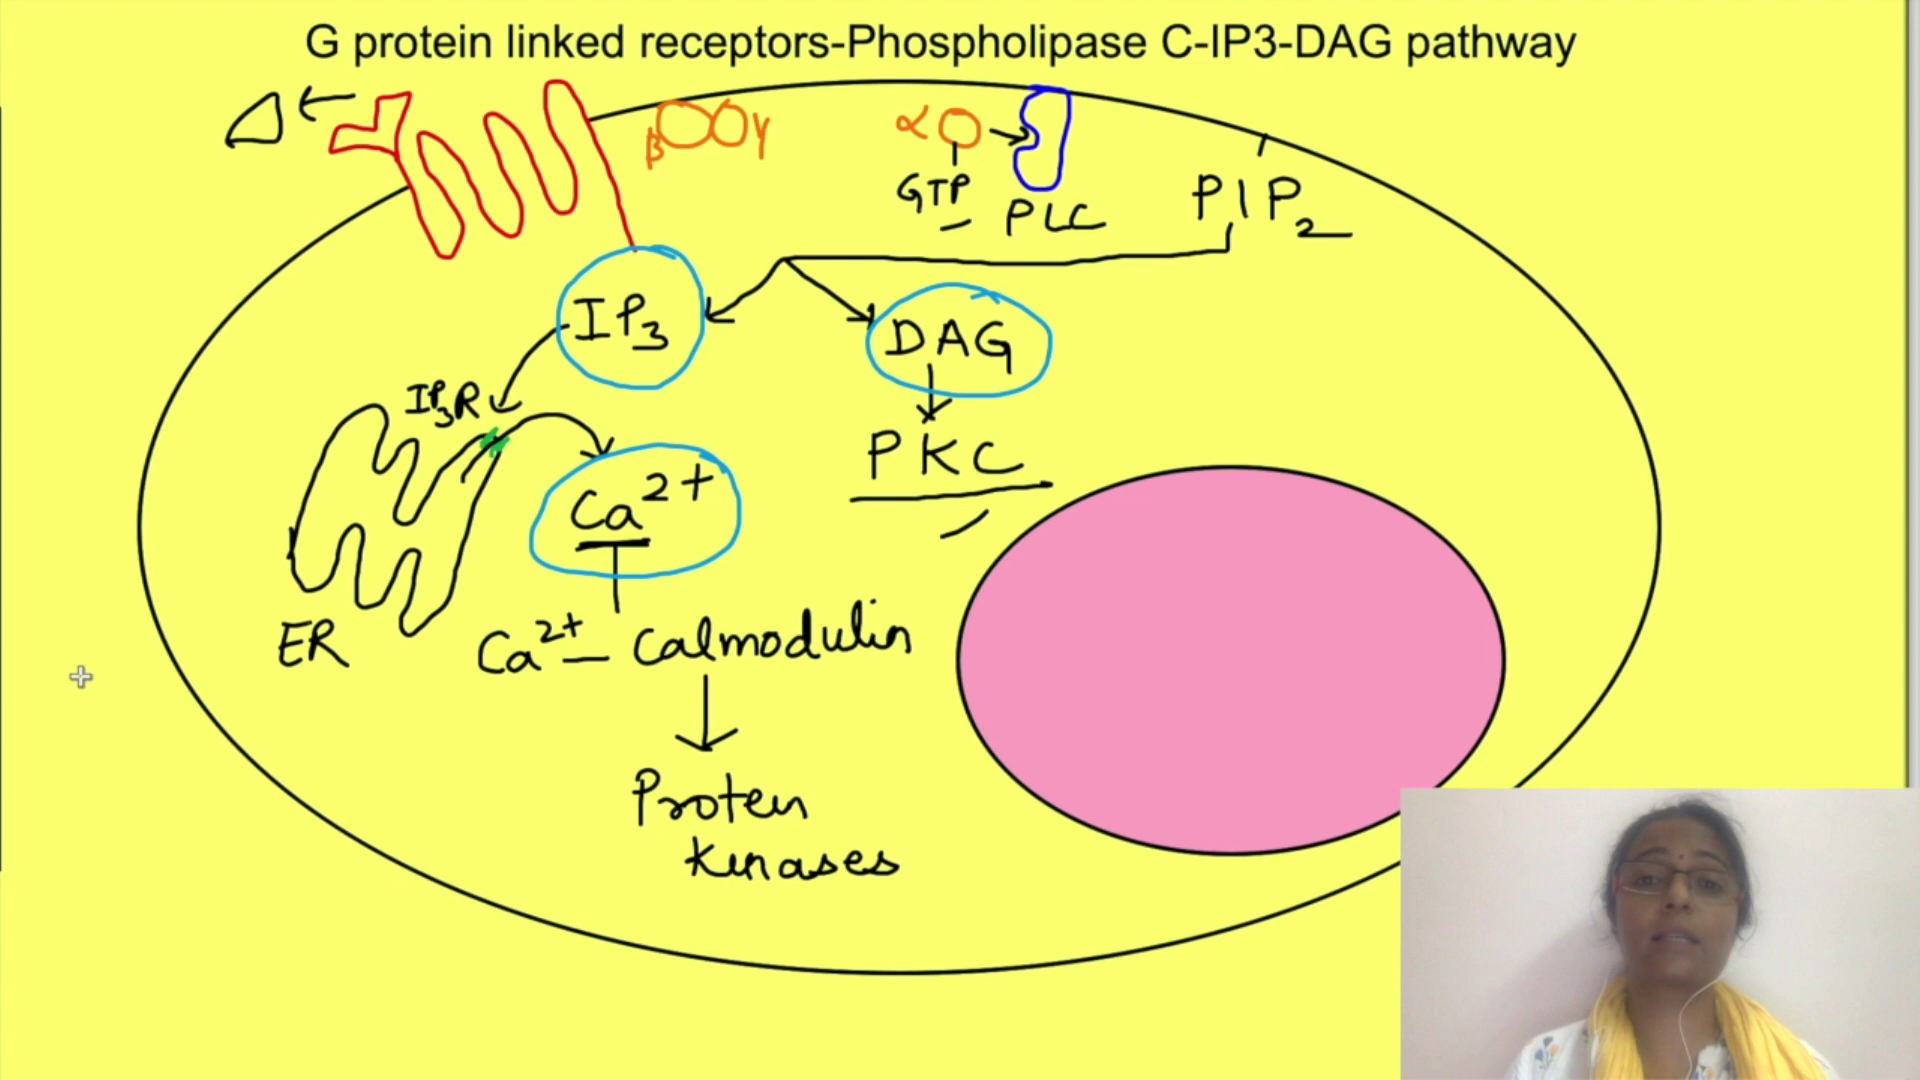 G protein linked receptors-Phospholipase C-IP3-DAG pathway
β γ
α
GTP
PLC
PIP2
IP3
DAG
IP3R
PKC
Ca2+
ER
Ca2+ - Calmodulin
Protein
kinases